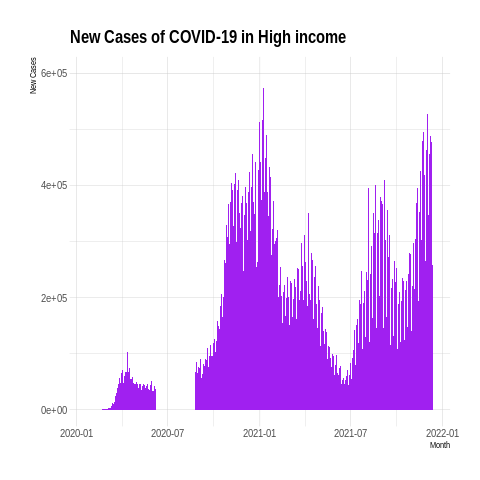 New Cases of COVID-19 in High income
New Cases
6e+05
4e+05
2e+05
0e+00
2020-01 2020-07 2021-01 2021-07 2022-01
Month